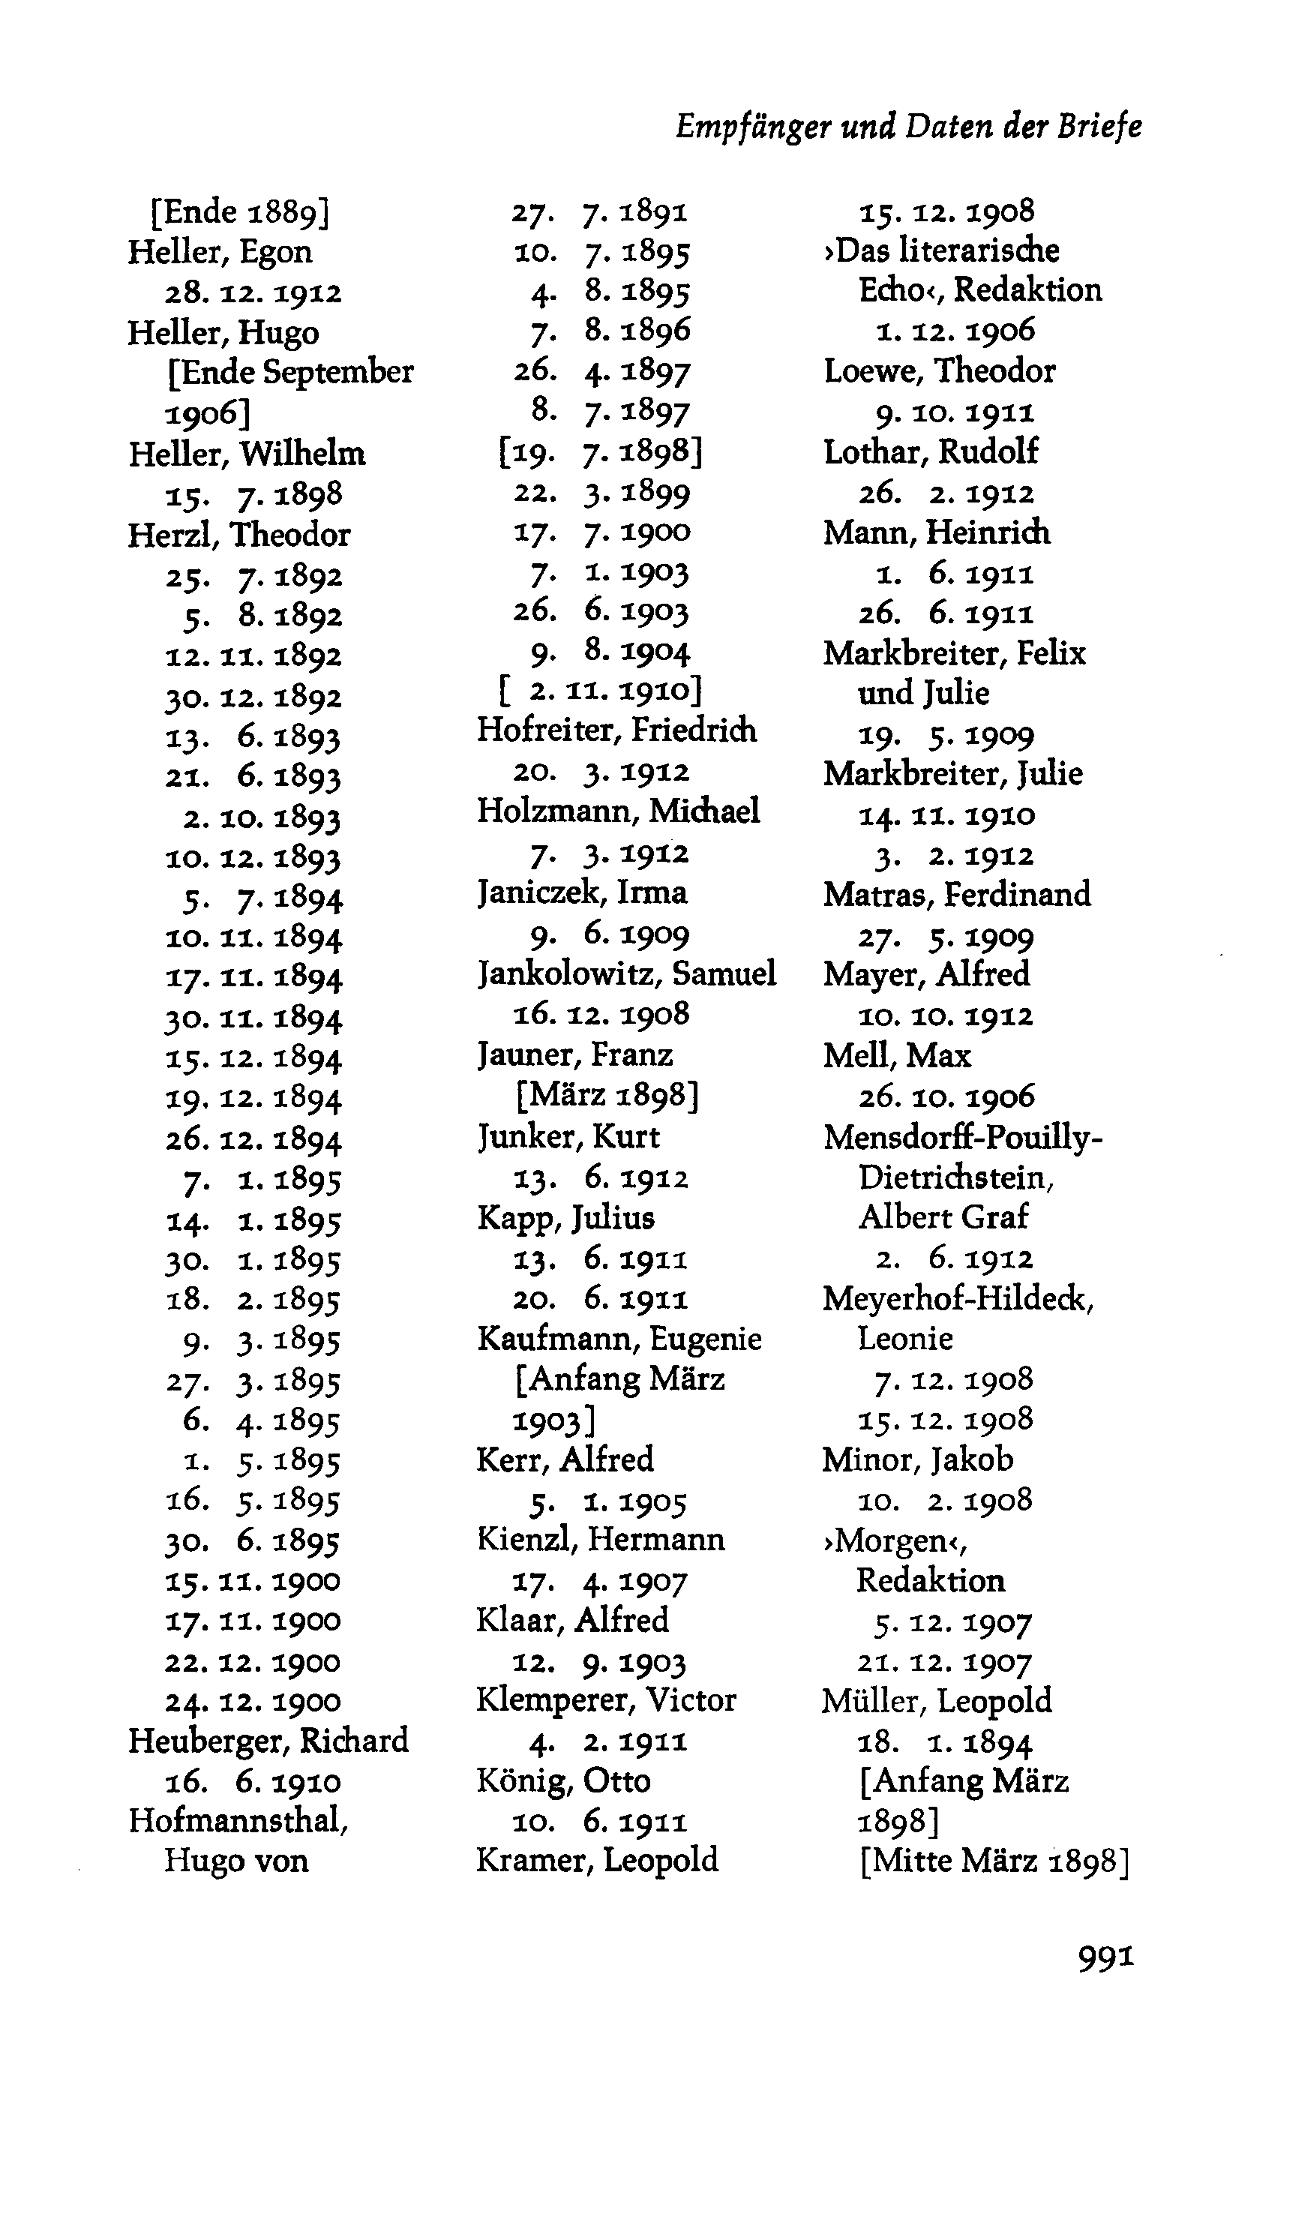 Empfänger und Daten der Briefe
[Ende 1889]
Heller, Egon
28. 12. 1912
Heller, Hugo
[Ende September
1906]
Heller, Wilhelm
15. 7. 1898
Herzl, Theodor
25. 7. 1892
5. 8. 1892
12. 11. 1892
30. 12. 1892
13. 6. 1893
21. 6. 1893
2. 10. 1893
10. 12. 1893
5. 7. 1894
10. 11. 1894
17. 11. 1894
30. 11. 1894
15. 12. 1894
19. 12. 1894
26. 12. 1894
7. 1. 1895
14. 1. 1895
30. 1. 1895
18. 2. 1895
9. 3. 1895
27. 3. 1895
6. 4. 1895
1. 5. 1895
16. 5. 1895
30. 6. 1895
15. 11. 1900
17. 11. 1900
22. 12. 1900
24. 12. 1900
Heuberger, Richard
16. 6. 1910
Hofmannsthal,
Hugo von
27. 7. 1891
10. 7. 1895
4. 8. 1895
7. 8. 1896
26. 4. 1897
8. 7. 1897
[19. 7. 1898]
22. 3. 1899
17. 7. 1900
7. 1. 1903
26. 6. 1903
9. 8. 1904
[ 2. 11. 1910]
Hofreiter, Friedrich
20. 3. 1912
Holzmann, Michael
7. 3. 1912
Janiczek, Irma
9. 6. 1909
Jankolowitz, Samuel
16. 12. 1908
Jauner, Franz
[März 1898]
Junker, Kurt
13. 6. 1912
Kapp, Julius
13. 6. 1911
20. 6. 1911
Kaufmann, Eugenie
[Anfang März
1903]
Kerr, Alfred
5. 1. 1905
Kienzl, Hermann
17. 4. 1907
Klaar, Alfred
12. 9. 1903
Klemperer, Victor
4. 2. 1911
König, Otto
10. 6. 1911
Kramer, Leopold
15. 12. 1908
›Das literarische
Echo‹, Redaktion
1. 12. 1906
Loewe, Theodor
9. 10. 1911
Lothar, Rudolf
26. 2. 1912
Mann, Heinrich
1. 6. 1911
26. 6. 1911
Markbreiter, Felix
und Julie
19. 5. 1909
Markbreiter, Julie
14. 11. 1910
3. 2. 1912
Matras, Ferdinand
27. 5. 1909
Mayer, Alfred
10. 10. 1912
Mell, Max
26. 10. 1906
Mensdorff-Pouilly-
Dietrichstein,
Albert Graf
2. 6. 1912
Meyerhof-Hildeck,
Leonie
7. 12. 1908
15. 12. 1908
Minor, Jakob
10. 2. 1908
›Morgen‹,
Redaktion
5. 12. 1907
21. 12. 1907
Müller, Leopold
18. 1. 1894
[Anfang März
1898]
[Mitte März 1898]
991